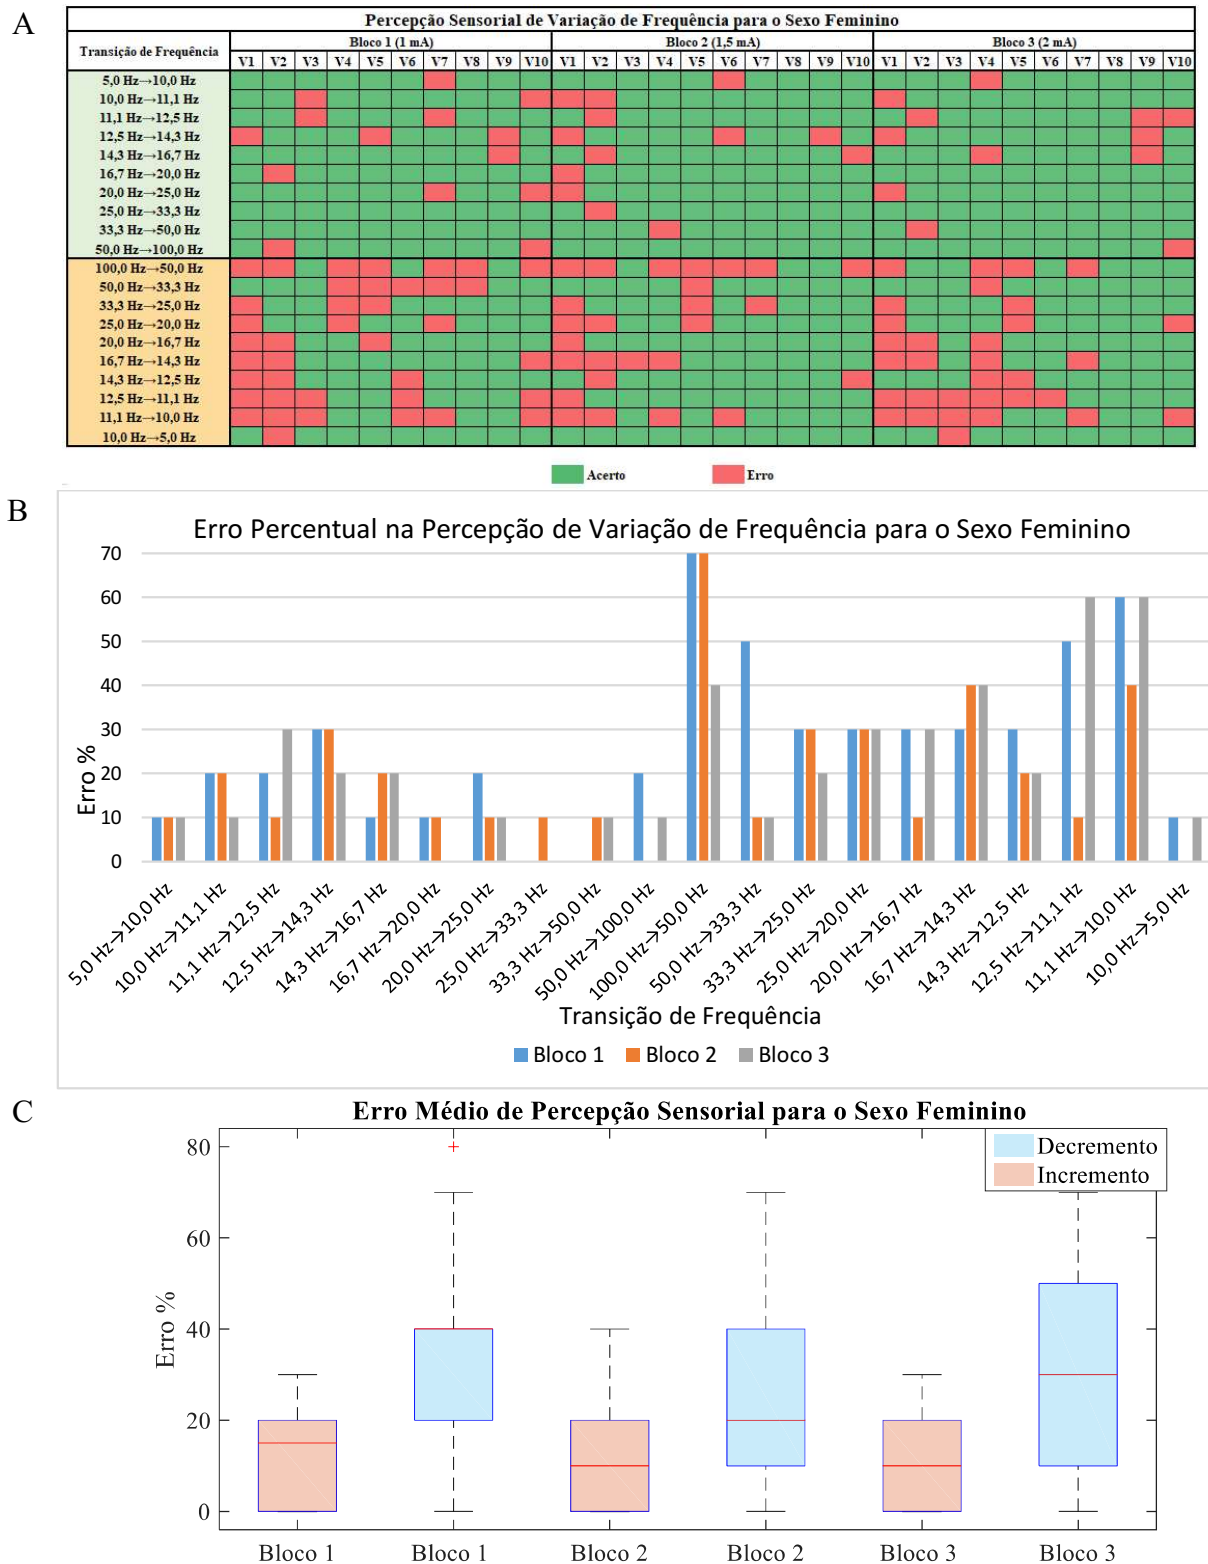 A
Percepção Sensorial de Variação de Frequência para o Sexo Feminino
Transição de Frequência
Bloco 1 (1 mA) Bloco 2 (1,5 mA) Bloco 3 (2 mA)
V1 V2 V3 V4 V5 V6 V7 V8 V9 V10 V1 V2 V3 V4 V5 V6 V7 V8 V9 V10 V1 V2 V3 V4 V5 V6 V7 V8 V9 V10
5,0 Hz→10,0 Hz
10,0 Hz→11,1 Hz
11,1 Hz→12,5 Hz
12,5 Hz→14,3 Hz
14,3 Hz→16,7 Hz
16,7 Hz→20,0 Hz
20,0 Hz→25,0 Hz
25,0 Hz→33,3 Hz
33,3 Hz→50,0 Hz
50,0 Hz→100,0 Hz
100,0 Hz→50,0 Hz
50,0 Hz→33,3 Hz
33,3 Hz→25,0 Hz
25,0 Hz→20,0 Hz
20,0 Hz→16,7 Hz
16,7 Hz→14,3 Hz
14,3 Hz→12,5 Hz
12,5 Hz→11,1 Hz
11,1 Hz→10,0 Hz
10,0 Hz→5,0 Hz
Acerto Erro
B
Erro Percentual na Percepção de Variação de Frequência para o Sexo Feminino
70
60
50
40
30
20
10
0
Erro %
5,0 Hz→10,0 Hz
10,0 Hz→11,1 Hz
11,1 Hz→12,5 Hz
12,5 Hz→14,3 Hz
14,3 Hz→16,7 Hz
16,7 Hz→20,0 Hz
20,0 Hz→25,0 Hz
25,0 Hz→33,3 Hz
33,3 Hz→50,0 Hz
50,0 Hz→100,0 Hz
100,0 Hz→50,0 Hz
50,0 Hz→33,3 Hz
33,3 Hz→25,0 Hz
25,0 Hz→20,0 Hz
20,0 Hz→16,7 Hz
16,7 Hz→14,3 Hz
14,3 Hz→12,5 Hz
12,5 Hz→11,1 Hz
11,1 Hz→10,0 Hz
10,0 Hz→5,0 Hz
Transição de Frequência
Bloco 1 Bloco 2 Bloco 3
C
Erro Médio de Percepção Sensorial para o Sexo Feminino
Decremento
Incremento
80
60
40
20
0
Erro %
Bloco 1 Bloco 1 Bloco 2 Bloco 2 Bloco 3 Bloco 3